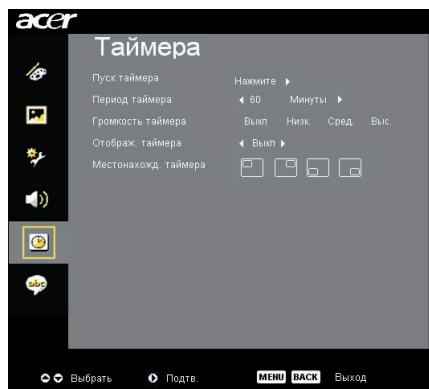 acer
Таймера
Пуск таймера Нажмите
Период таймера 60 Минуты
Громкость таймера Выкл Низк. Сред. Выс.
Отображ. таймера Выкл
Местонахожд. таймера
abc
Выбрать Подтв. MENU BACK Выход